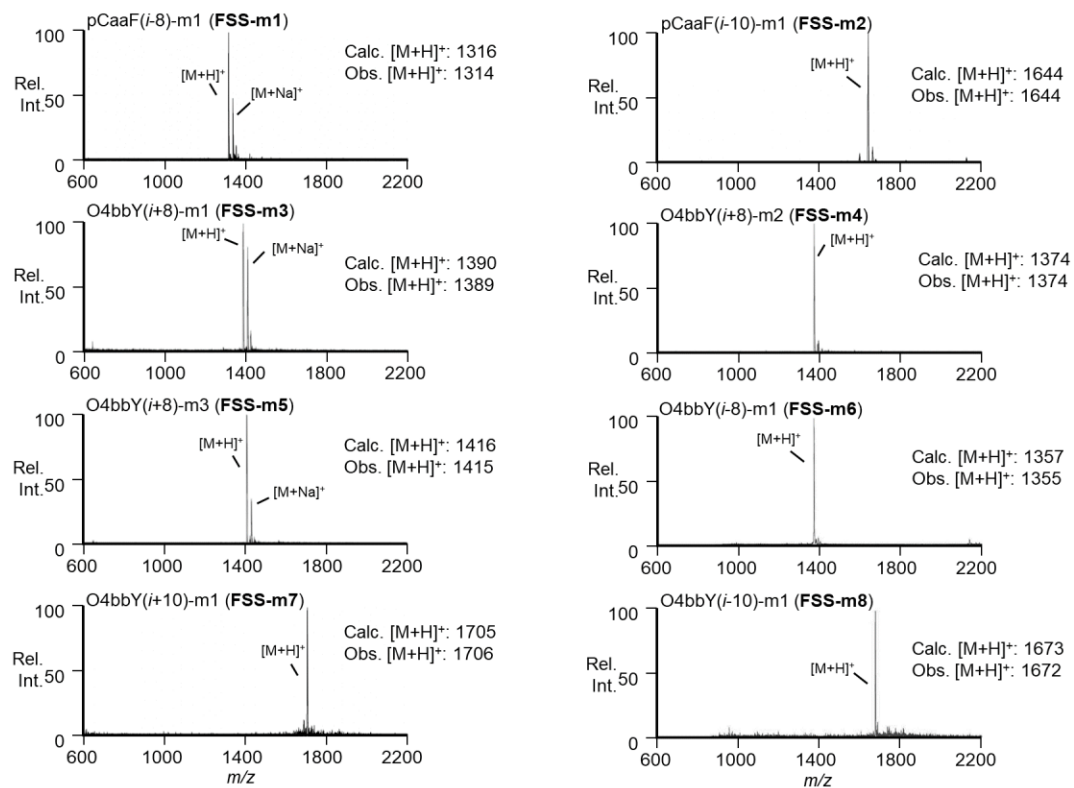 pCaaF(i-8)-m1 (FSS-m1)
100
Rel.
Int.
50
0
[M+H]+
[M+Na]+
Calc. [M+H]+: 1316
Obs. [M+H]+: 1314
600 1000 1400 1800 2200
pCaaF(i-10)-m1 (FSS-m2)
100
Rel.
Int.
50
0
[M+H]+
Calc. [M+H]+: 1644
Obs. [M+H]+: 1644
600 1000 1400 1800 2200
O4bbY(i+8)-m1 (FSS-m3)
100
Rel.
Int.
50
0
[M+H]+
[M+Na]+
Calc. [M+H]+: 1390
Obs. [M+H]+: 1389
600 1000 1400 1800 2200
O4bbY(i+8)-m2 (FSS-m4)
100
Rel.
Int.
50
0
[M+H]+
Calc. [M+H]+: 1374
Obs. [M+H]+: 1374
600 1000 1400 1800 2200
O4bbY(i+8)-m3 (FSS-m5)
100
Rel.
Int.
50
0
[M+H]+
[M+Na]+
Calc. [M+H]+: 1416
Obs. [M+H]+: 1415
600 1000 1400 1800 2200
O4bbY(i-8)-m1 (FSS-m6)
100
Rel.
Int.
50
0
[M+H]+
Calc. [M+H]+: 1357
Obs. [M+H]+: 1355
600 1000 1400 1800 2200
O4bbY(i+10)-m1 (FSS-m7)
100
Rel.
Int.
50
0
[M+H]+
Calc. [M+H]+: 1705
Obs. [M+H]+: 1706
600 1000 1400 1800 2200
m/z
O4bbY(i-10)-m1 (FSS-m8)
100
Rel.
Int.
50
0
[M+H]+
Calc. [M+H]+: 1673
Obs. [M+H]+: 1672
600 1000 1400 1800 2200
m/z